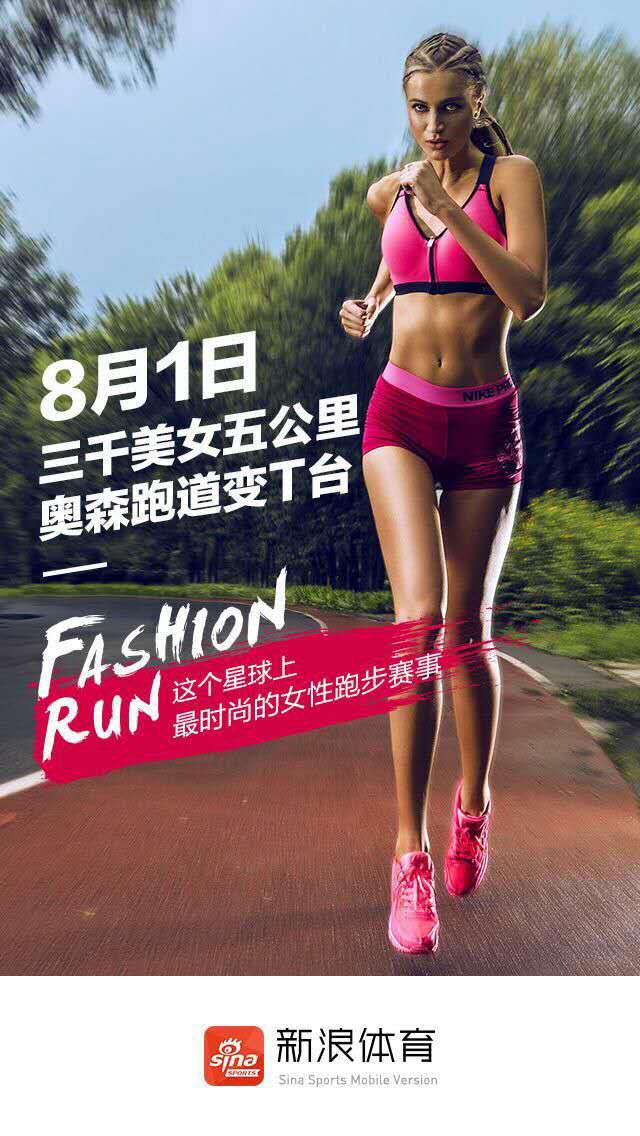 8月1日
三千美女五公里
奥森跑道变T台
FASHION
RUN
这个星球上
最时尚的女性跑步赛事
NIKE PRO
sina
SPORTS
新浪体育
Sina Sports Mobile Version